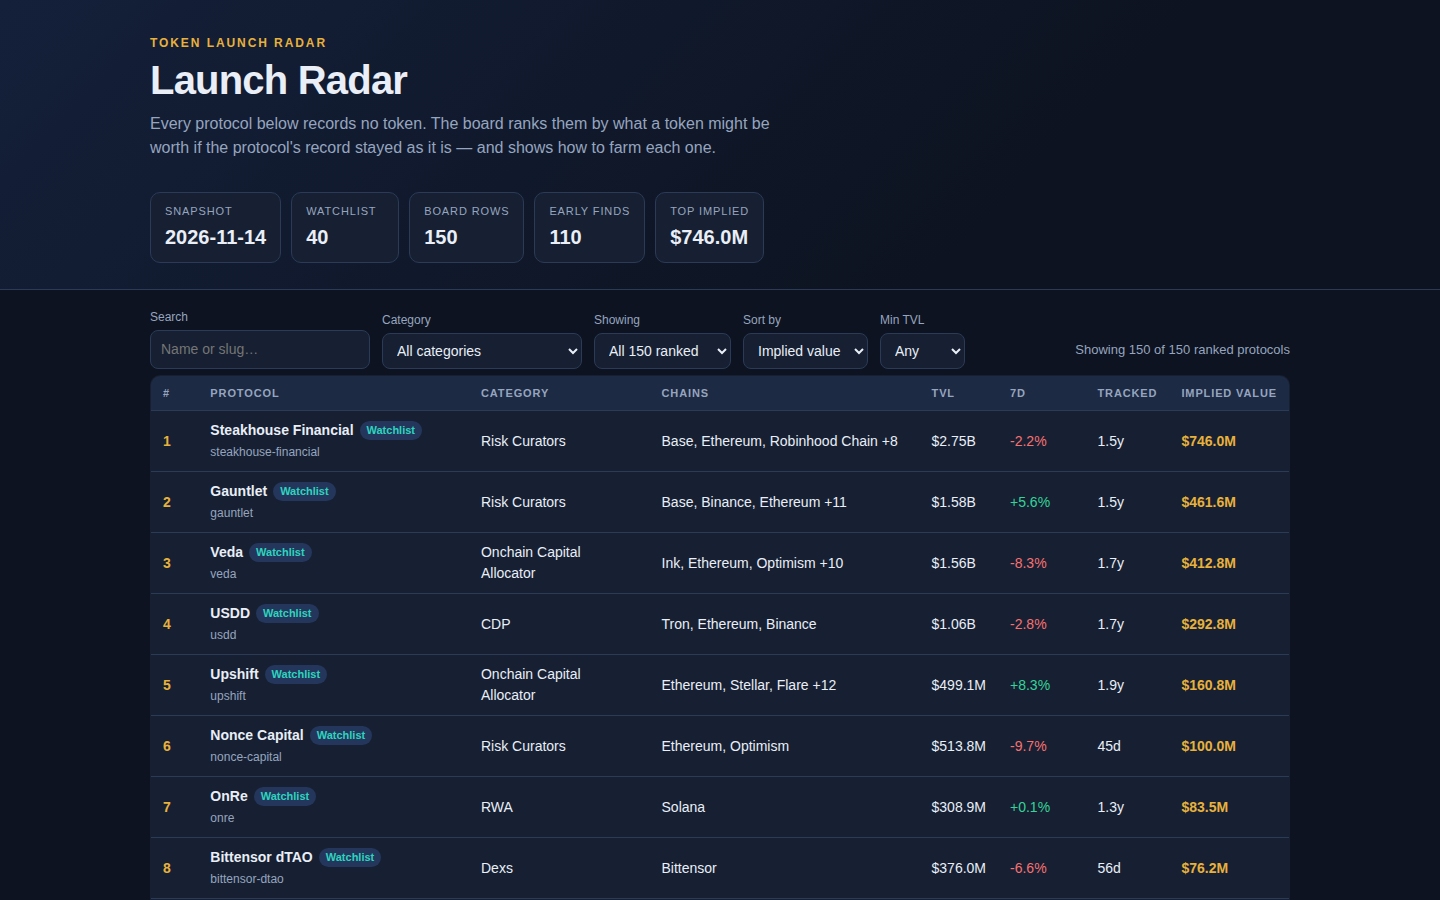 TOKEN LAUNCH RADAR
Launch Radar
Every protocol below records no token. The board ranks them by what a token might be
worth if the protocol's record stayed as it is — and shows how to farm each one.
SNAPSHOT
2026-11-14
WATCHLIST
40
BOARD ROWS
150
EARLY FINDS
110
TOP IMPLIED
$746.0M
Search
Name or slug…
Category
All categories
Showing
All 150 ranked
Sort by
Implied value
Min TVL
Any
Showing 150 of 150 ranked protocols
# PROTOCOL CATEGORY CHAINS TVL 7D TRACKED IMPLIED VALUE
1 Steakhouse Financial Watchlist
steakhouse-financial
Risk Curators Base, Ethereum, Robinhood Chain +8 $2.75B -2.2% 1.5y $746.0M
2 Gauntlet Watchlist
gauntlet
Risk Curators Base, Binance, Ethereum +11 $1.58B +5.6% 1.5y $461.6M
3 Veda Watchlist
veda
Onchain Capital
Allocator
Ink, Ethereum, Optimism +10 $1.56B -8.3% 1.7y $412.8M
4 USDD Watchlist
usdd
CDP Tron, Ethereum, Binance $1.06B -2.8% 1.7y $292.8M
5 Upshift Watchlist
upshift
Onchain Capital
Allocator
Ethereum, Stellar, Flare +12 $499.1M +8.3% 1.9y $160.8M
6 Nonce Capital Watchlist
nonce-capital
Risk Curators Ethereum, Optimism $513.8M -9.7% 45d $100.0M
7 OnRe Watchlist
onre
RWA Solana $308.9M +0.1% 1.3y $83.5M
8 Bittensor dTAO Watchlist
bittensor-dtao
Dexs Bittensor $376.0M -6.6% 56d $76.2M